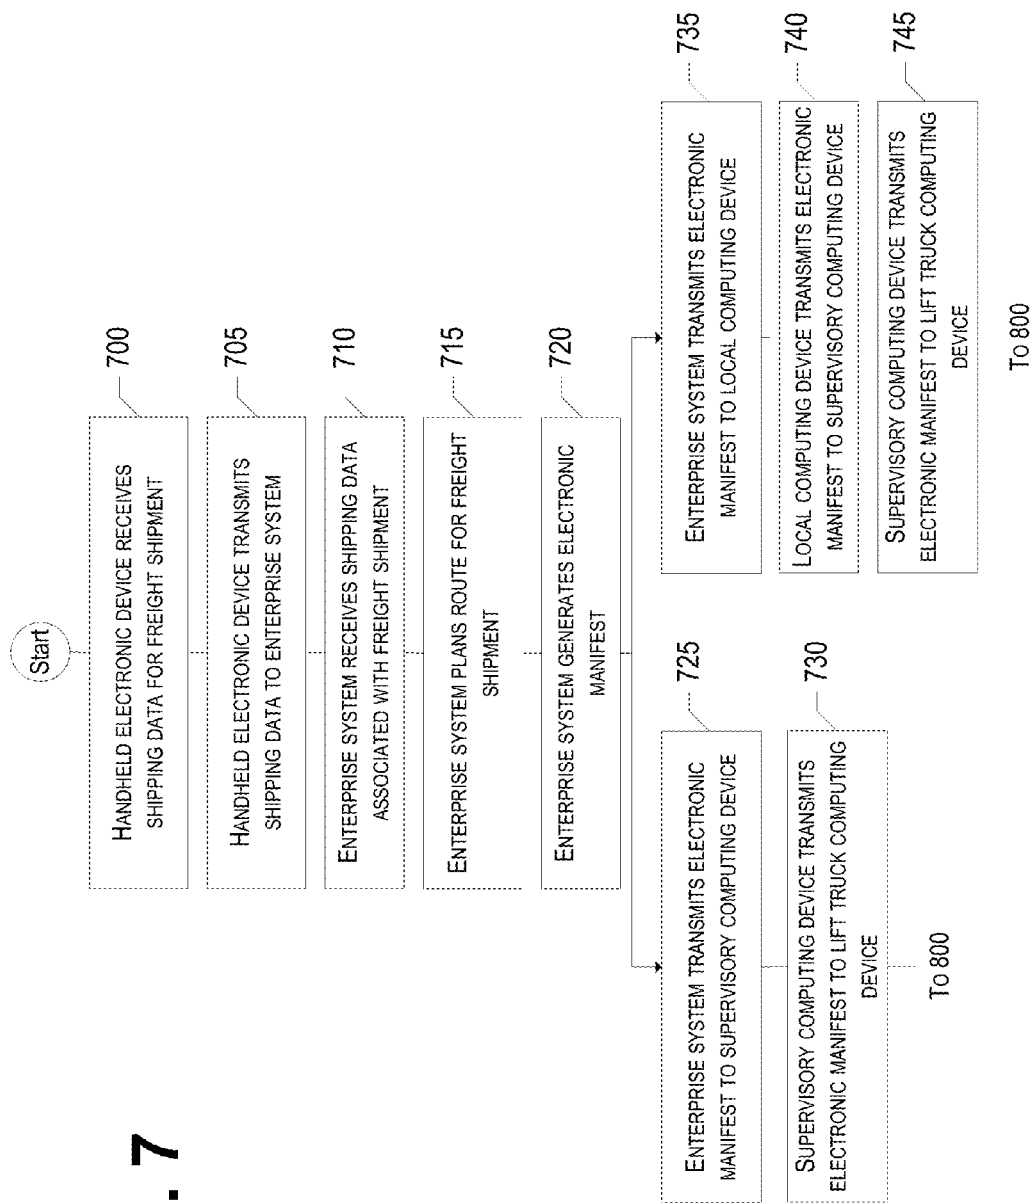 . 7
Start
HANDHELD ELECTRONIC DEVICE RECEIVES
SHIPPING DATA FOR FREIGHT SHIPMENT
700
HANDHELD ELECTRONIC DEVICE TRANSMITS
SHIPPING DATA TO ENTERPRISE SYSTEM
705
ENTERPRISE SYSTEM RECEIVES SHIPPING DATA
ASSOCIATED WITH FREIGHT SHIPMENT
710
ENTERPRISE SYSTEM PLANS ROUTE FOR FREIGHT
SHIPMENT
715
ENTERPRISE SYSTEM GENERATES ELECTRONIC
MANIFEST
720
ENTERPRISE SYSTEM TRANSMITS ELECTRONIC
MANIFEST TO SUPERVISORY COMPUTING DEVICE
725
SUPERVISORY COMPUTING DEVICE TRANSMITS
ELECTRONIC MANIFEST TO LIFT TRUCK COMPUTING
DEVICE
730
To 800
ENTERPRISE SYSTEM TRANSMITS ELECTRONIC
MANIFEST TO LOCAL COMPUTING DEVICE
735
LOCAL COMPUTING DEVICE TRANSMITS ELECTRONIC
MANIFEST TO SUPERVISORY COMPUTING DEVICE
740
SUPERVISORY COMPUTING DEVICE TRANSMITS
ELECTRONIC MANIFEST TO LIFT TRUCK COMPUTING
DEVICE
745
To 800